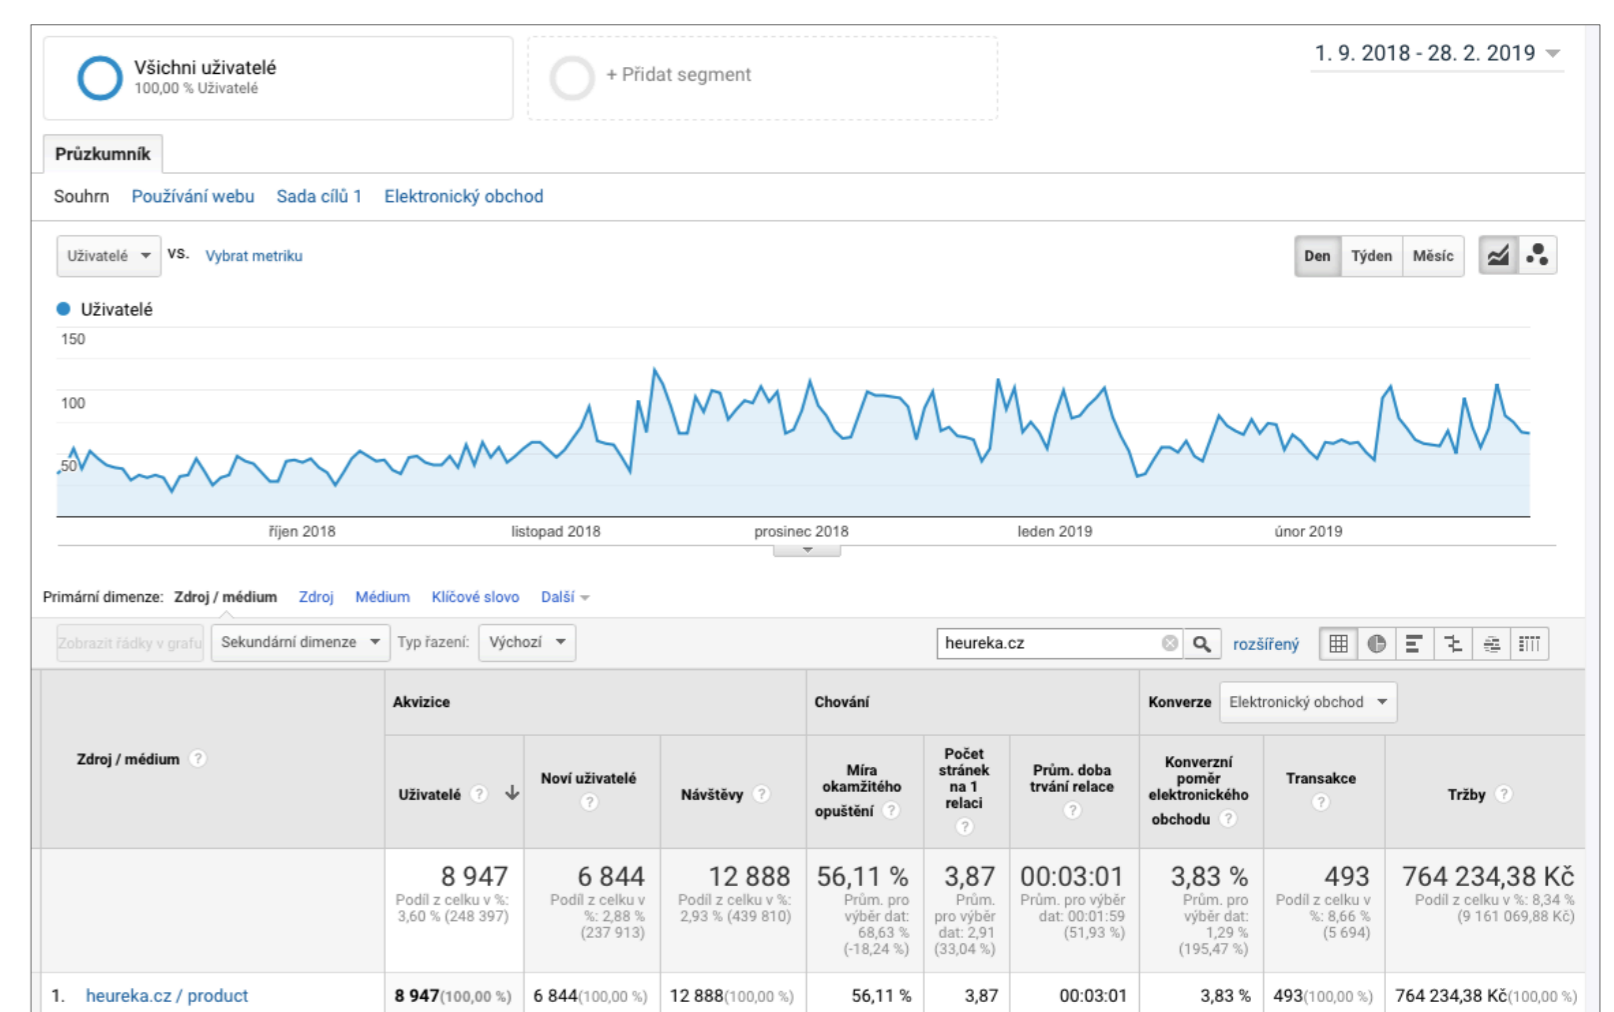 Všichni uživatelé
100,00 % Uživatelé
+ Přidat segment
1. 9. 2018 - 28. 2. 2019
Průzkumník
Souhrn Používání webu Sada cílů 1 Elektronický obchod
Uživatelé VS. Vybrat metriku
Den Týden Měsíc
Uživatelé
150
100
50
říjen 2018 listopad 2018 prosinec 2018 leden 2019 únor 2019
Primární dimenze: Zdroj / médium Zdroj Médium Klíčové slovo Další
Zobrazit řádky v grafu Sekundární dimenze Typ řazení: Výchozí heureka.cz rozšířený
Akvizice Chování Konverze Elektronický obchod
Zdroj / médium ?
Uživatelé ?
Noví uživatelé
?
Návštěvy ?
Míra
okamžitého
opuštění ?
Počet
stránek
na 1
relaci
?
Prům. doba
trvání relace
?
Konverzní
poměr
elektronického
obchodu ?
Transakce
?
Tržby ?
8 947
Podíl z celku v %:
3,60 % (248 397)
6 844
Podíl z celku v
%: 2,88 %
(237 913)
12 888
Podíl z celku v %:
2,93 % (439 810)
56,11 %
Prům. pro
výběr dat:
68,63 %
(-18,24 %)
3,87
Prům.
pro výběr
dat: 2,91
(33,04 %)
00:03:01
Prům. pro výběr
dat: 00:01:59
(51,93 %)
3,83 %
Prům. pro
výběr dat:
1,29 %
(195,47 %)
493
Podíl z celku v
%: 8,66 %
(5 694)
764 234,38 Kč
Podíl z celku v %: 8,34 %
(9 161 069,88 Kč)
1. heureka.cz / product 8 947(100,00 %) 6 844(100,00 %) 12 888(100,00 %) 56,11 % 3,87 00:03:01 3,83 % 493(100,00 %) 764 234,38 Kč(100,00 %)